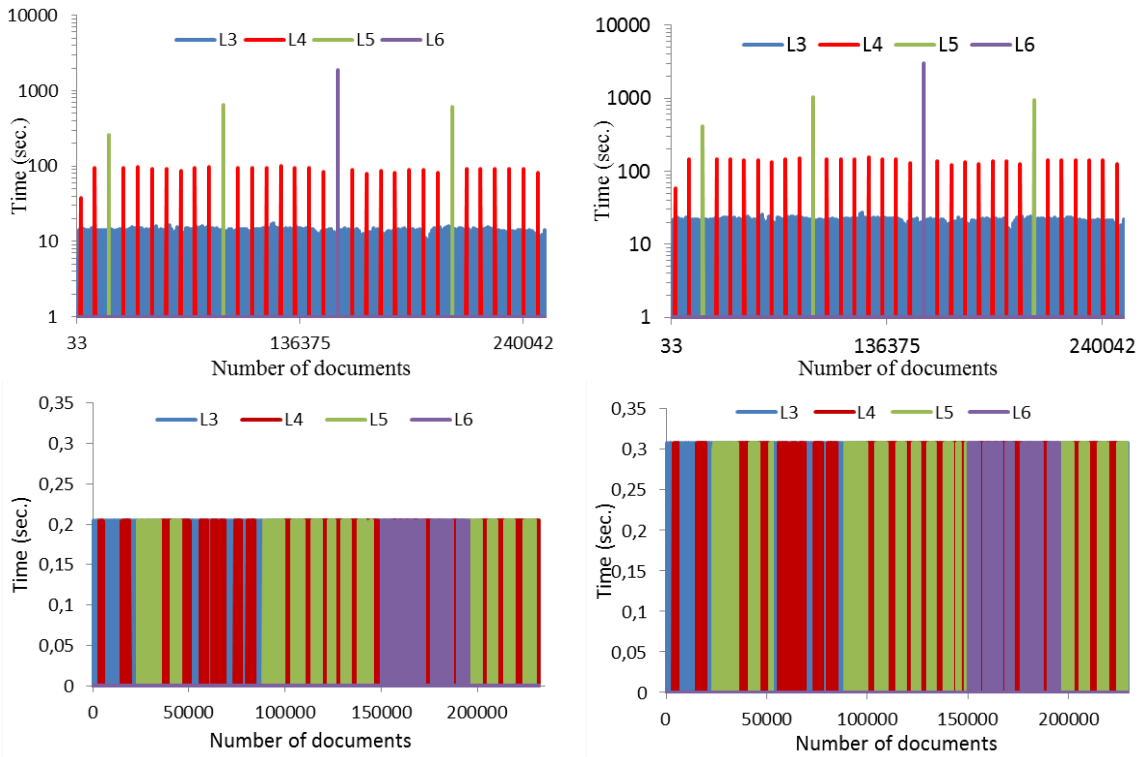 10000
1000
100
10
1
Time (sec.)
L3 L4 L5 L6
33 136375 240042
Number of documents
10000
1000
100
10
1
Time (sec.)
L3 L4 L5 L6
33 136375 240042
Number of documents
0,35
0,3
0,25
0,2
0,15
0,1
0,05
0
Time (sec.)
L3 L4 L5 L6
0 50000 100000 150000 200000
Number of documents
0,35
0,3
0,25
0,2
0,15
0,1
0,05
0
Time (sec.)
L3 L4 L5 L6
0 50000 100000 150000 200000
Number of documents